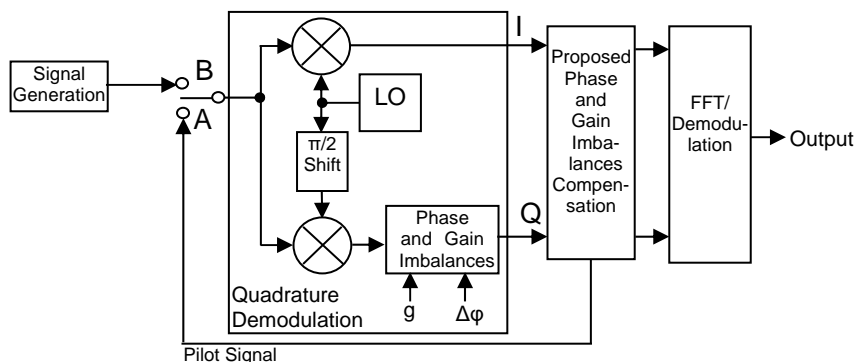 Signal
Generation
B
A
LO
π/2
Shift
Phase
and Gain
Imbalances
g
Δφ
Quadrature
Demodulation
I
Q
Proposed
Phase
and
Gain
Imba-
lances
Compen-
sation
FFT/
Demodu-
lation
Output
Pilot Signal